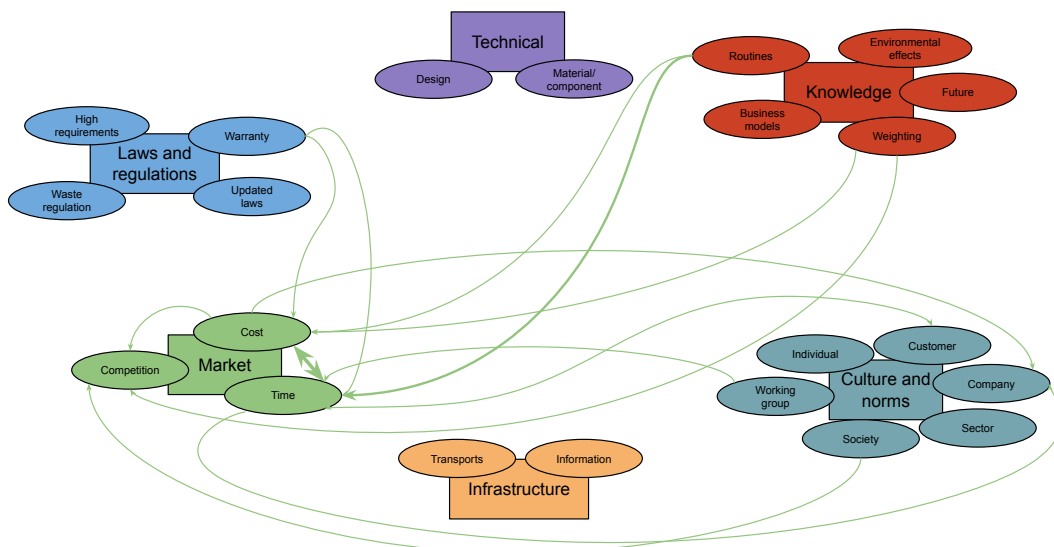 Technical
Design
Material/
component
Routines
Environmental
effects
Knowledge
Future
Business
models
Weighting
High
requirements
Warranty
Laws and
regulations
Waste
regulation
Updated
laws
Cost
Competition
Market
Time
Individual
Customer
Working
group
Culture and
norms
Company
Society
Sector
Transports
Information
Infrastructure